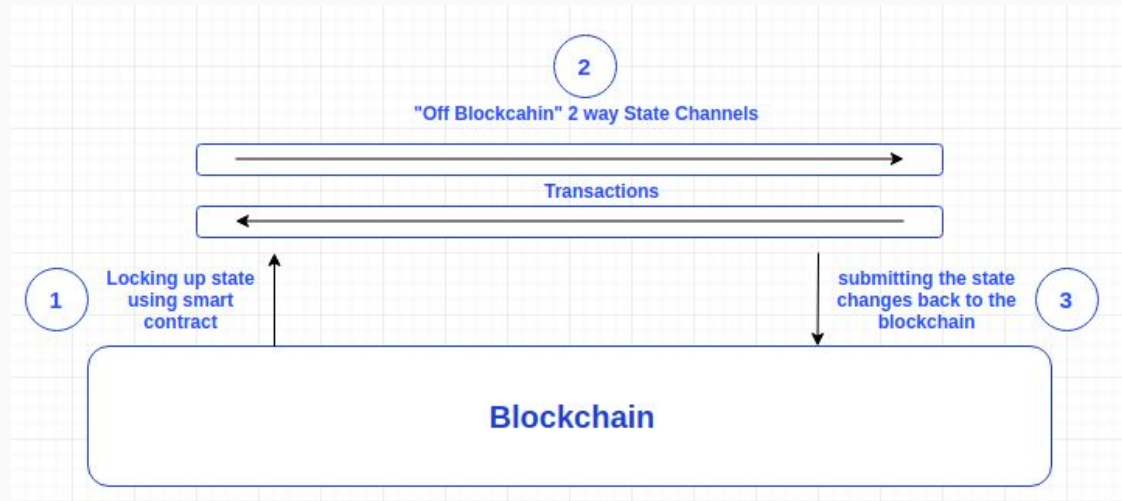 2
"Off Blockcahin" 2 way State Channels
Transactions
1
Locking up state
using smart
contract
submitting the state
changes back to the
blockchain
3
Blockchain